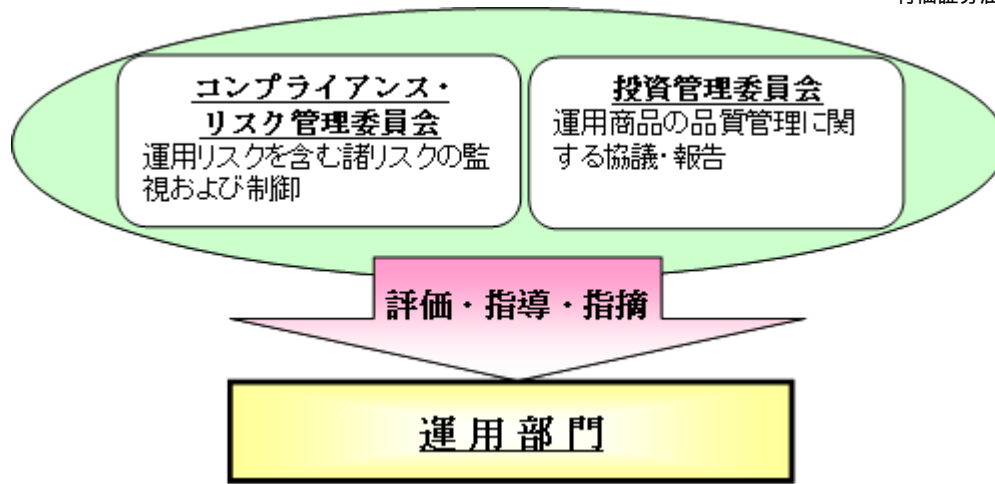 コンプライアンス・
リスク管理委員会
運用リスクを含む諸リスクの監
視および制御
投資管理委員会
運用商品の品質管理に関
する協議・報告
評価・指導・指摘
運用部門